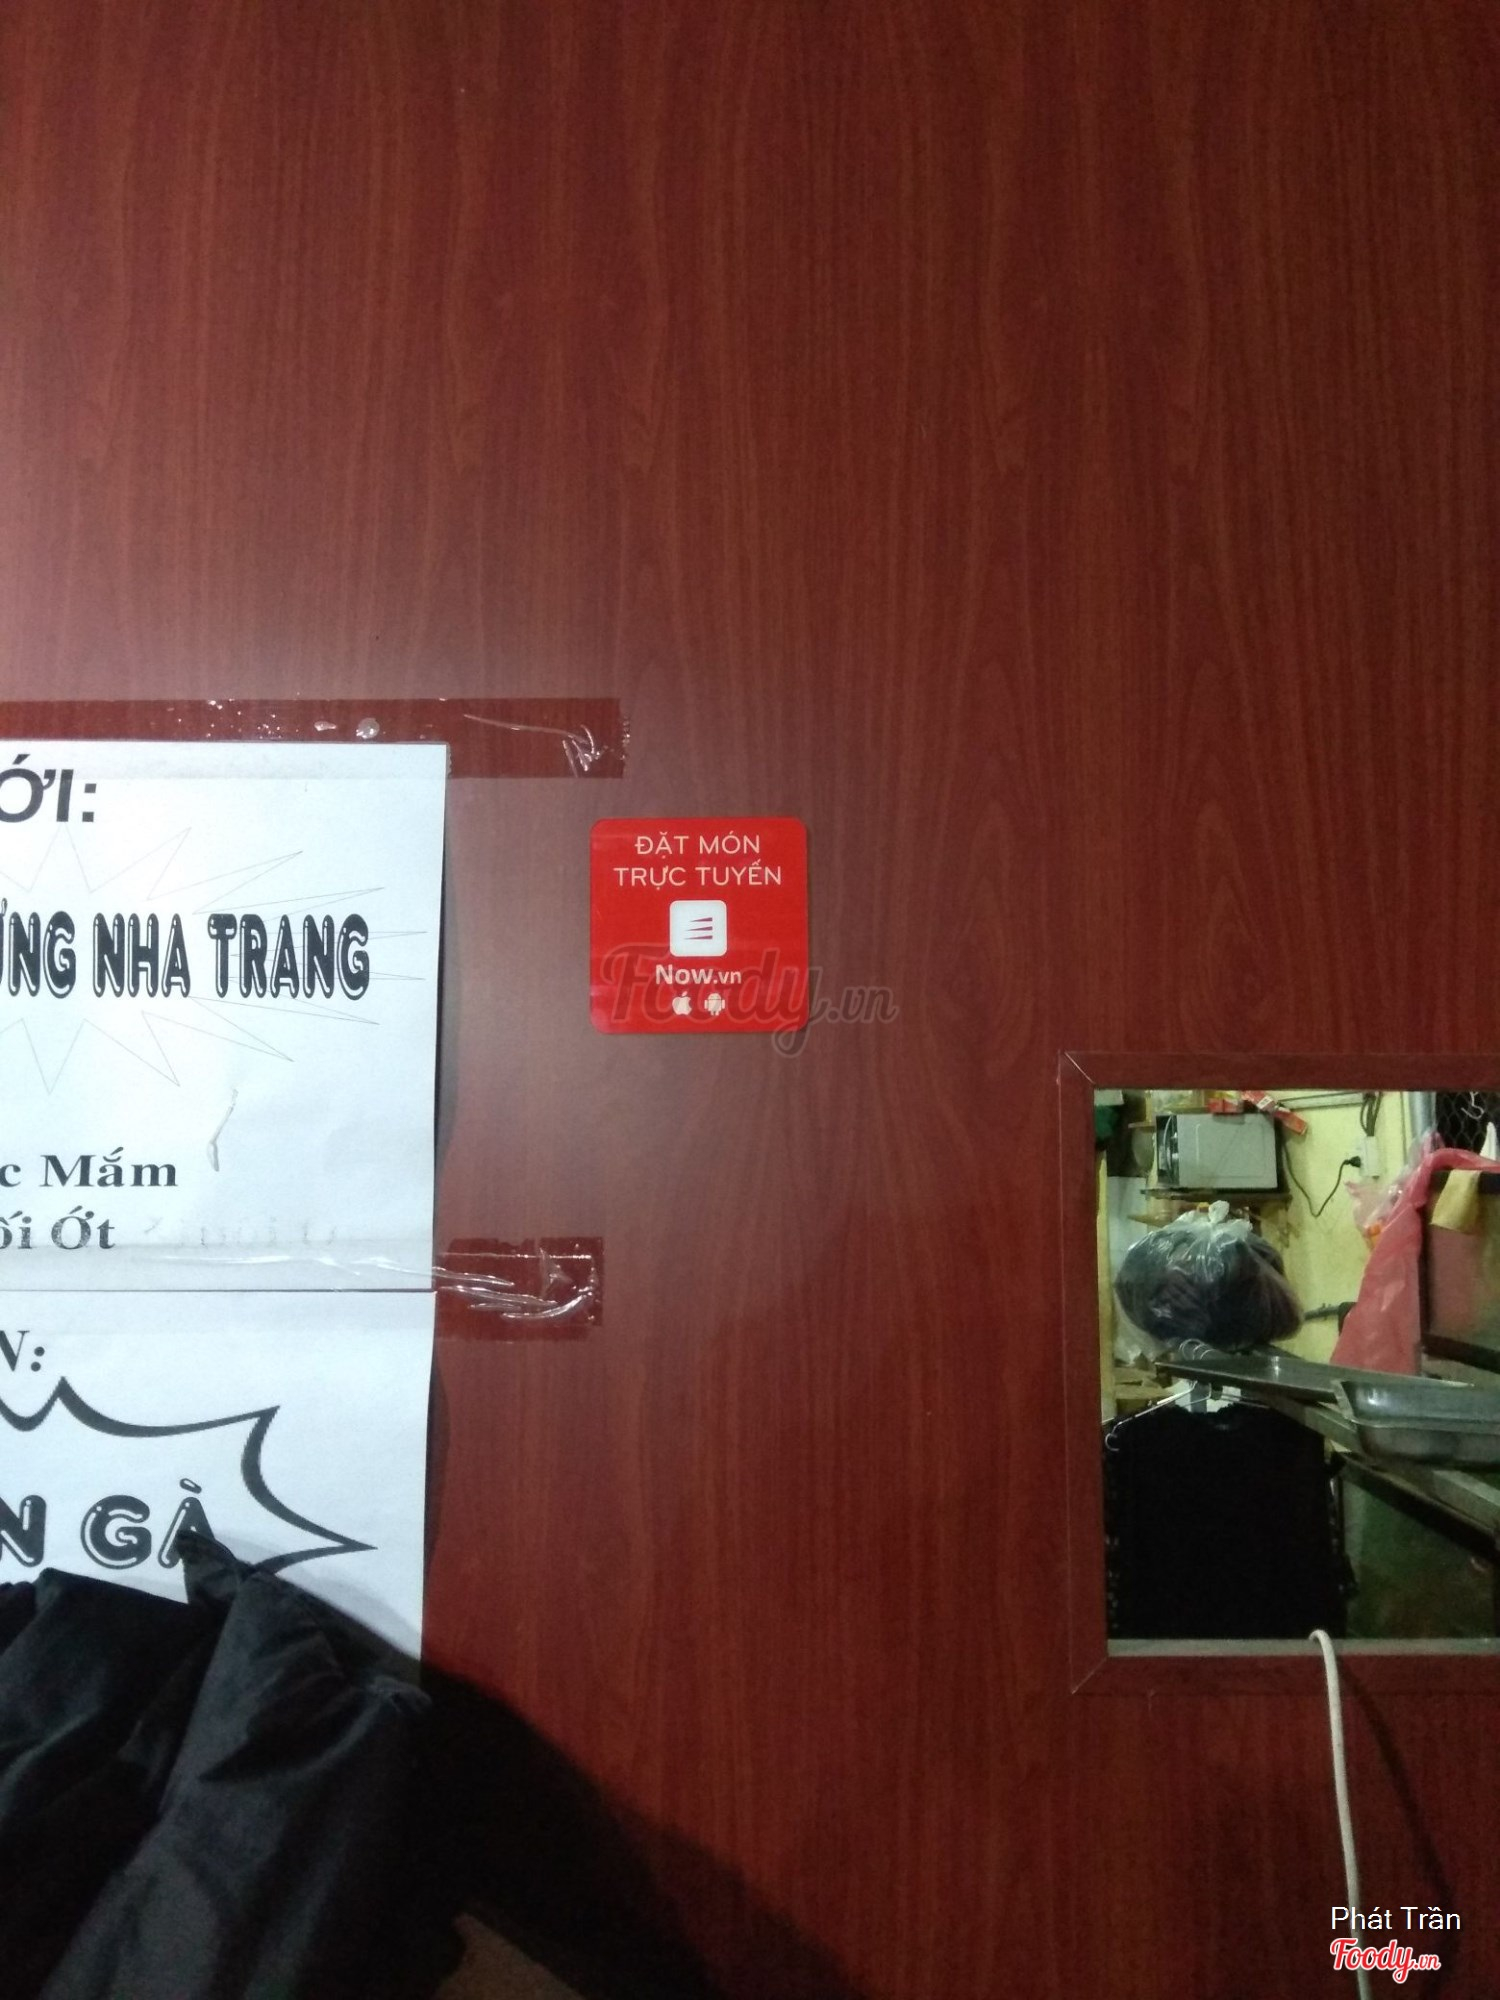 ỚI:
NG NHA TRANG
c Mắm
ối Ớt
N:
N GÀ
ĐẶT MÓN
TRỰC TUYẾN
Now.vn
Foody.vn
Phát Trần
Foody.vn